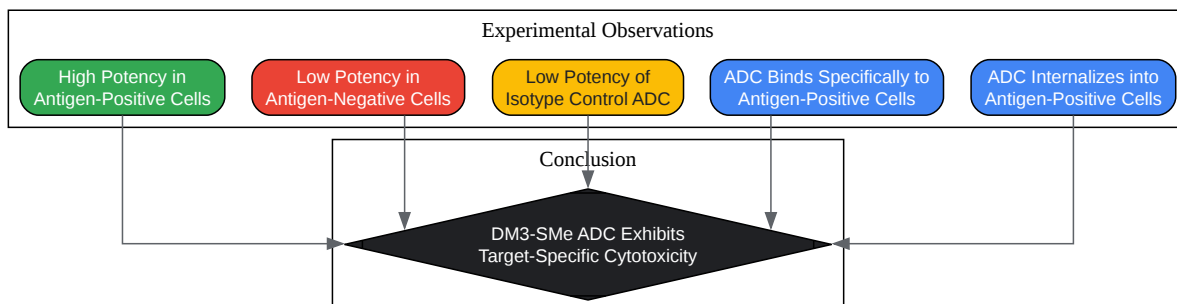 Experimental Observations
High Potency in
Antigen-Positive Cells
Low Potency in
Antigen-Negative Cells
Low Potency of
Isotype Control ADC
ADC Binds Specifically to
Antigen-Positive Cells
ADC Internalizes into
Antigen-Positive Cells
Conclusion
DM3-SMe ADC Exhibits
Target-Specific Cytotoxicity